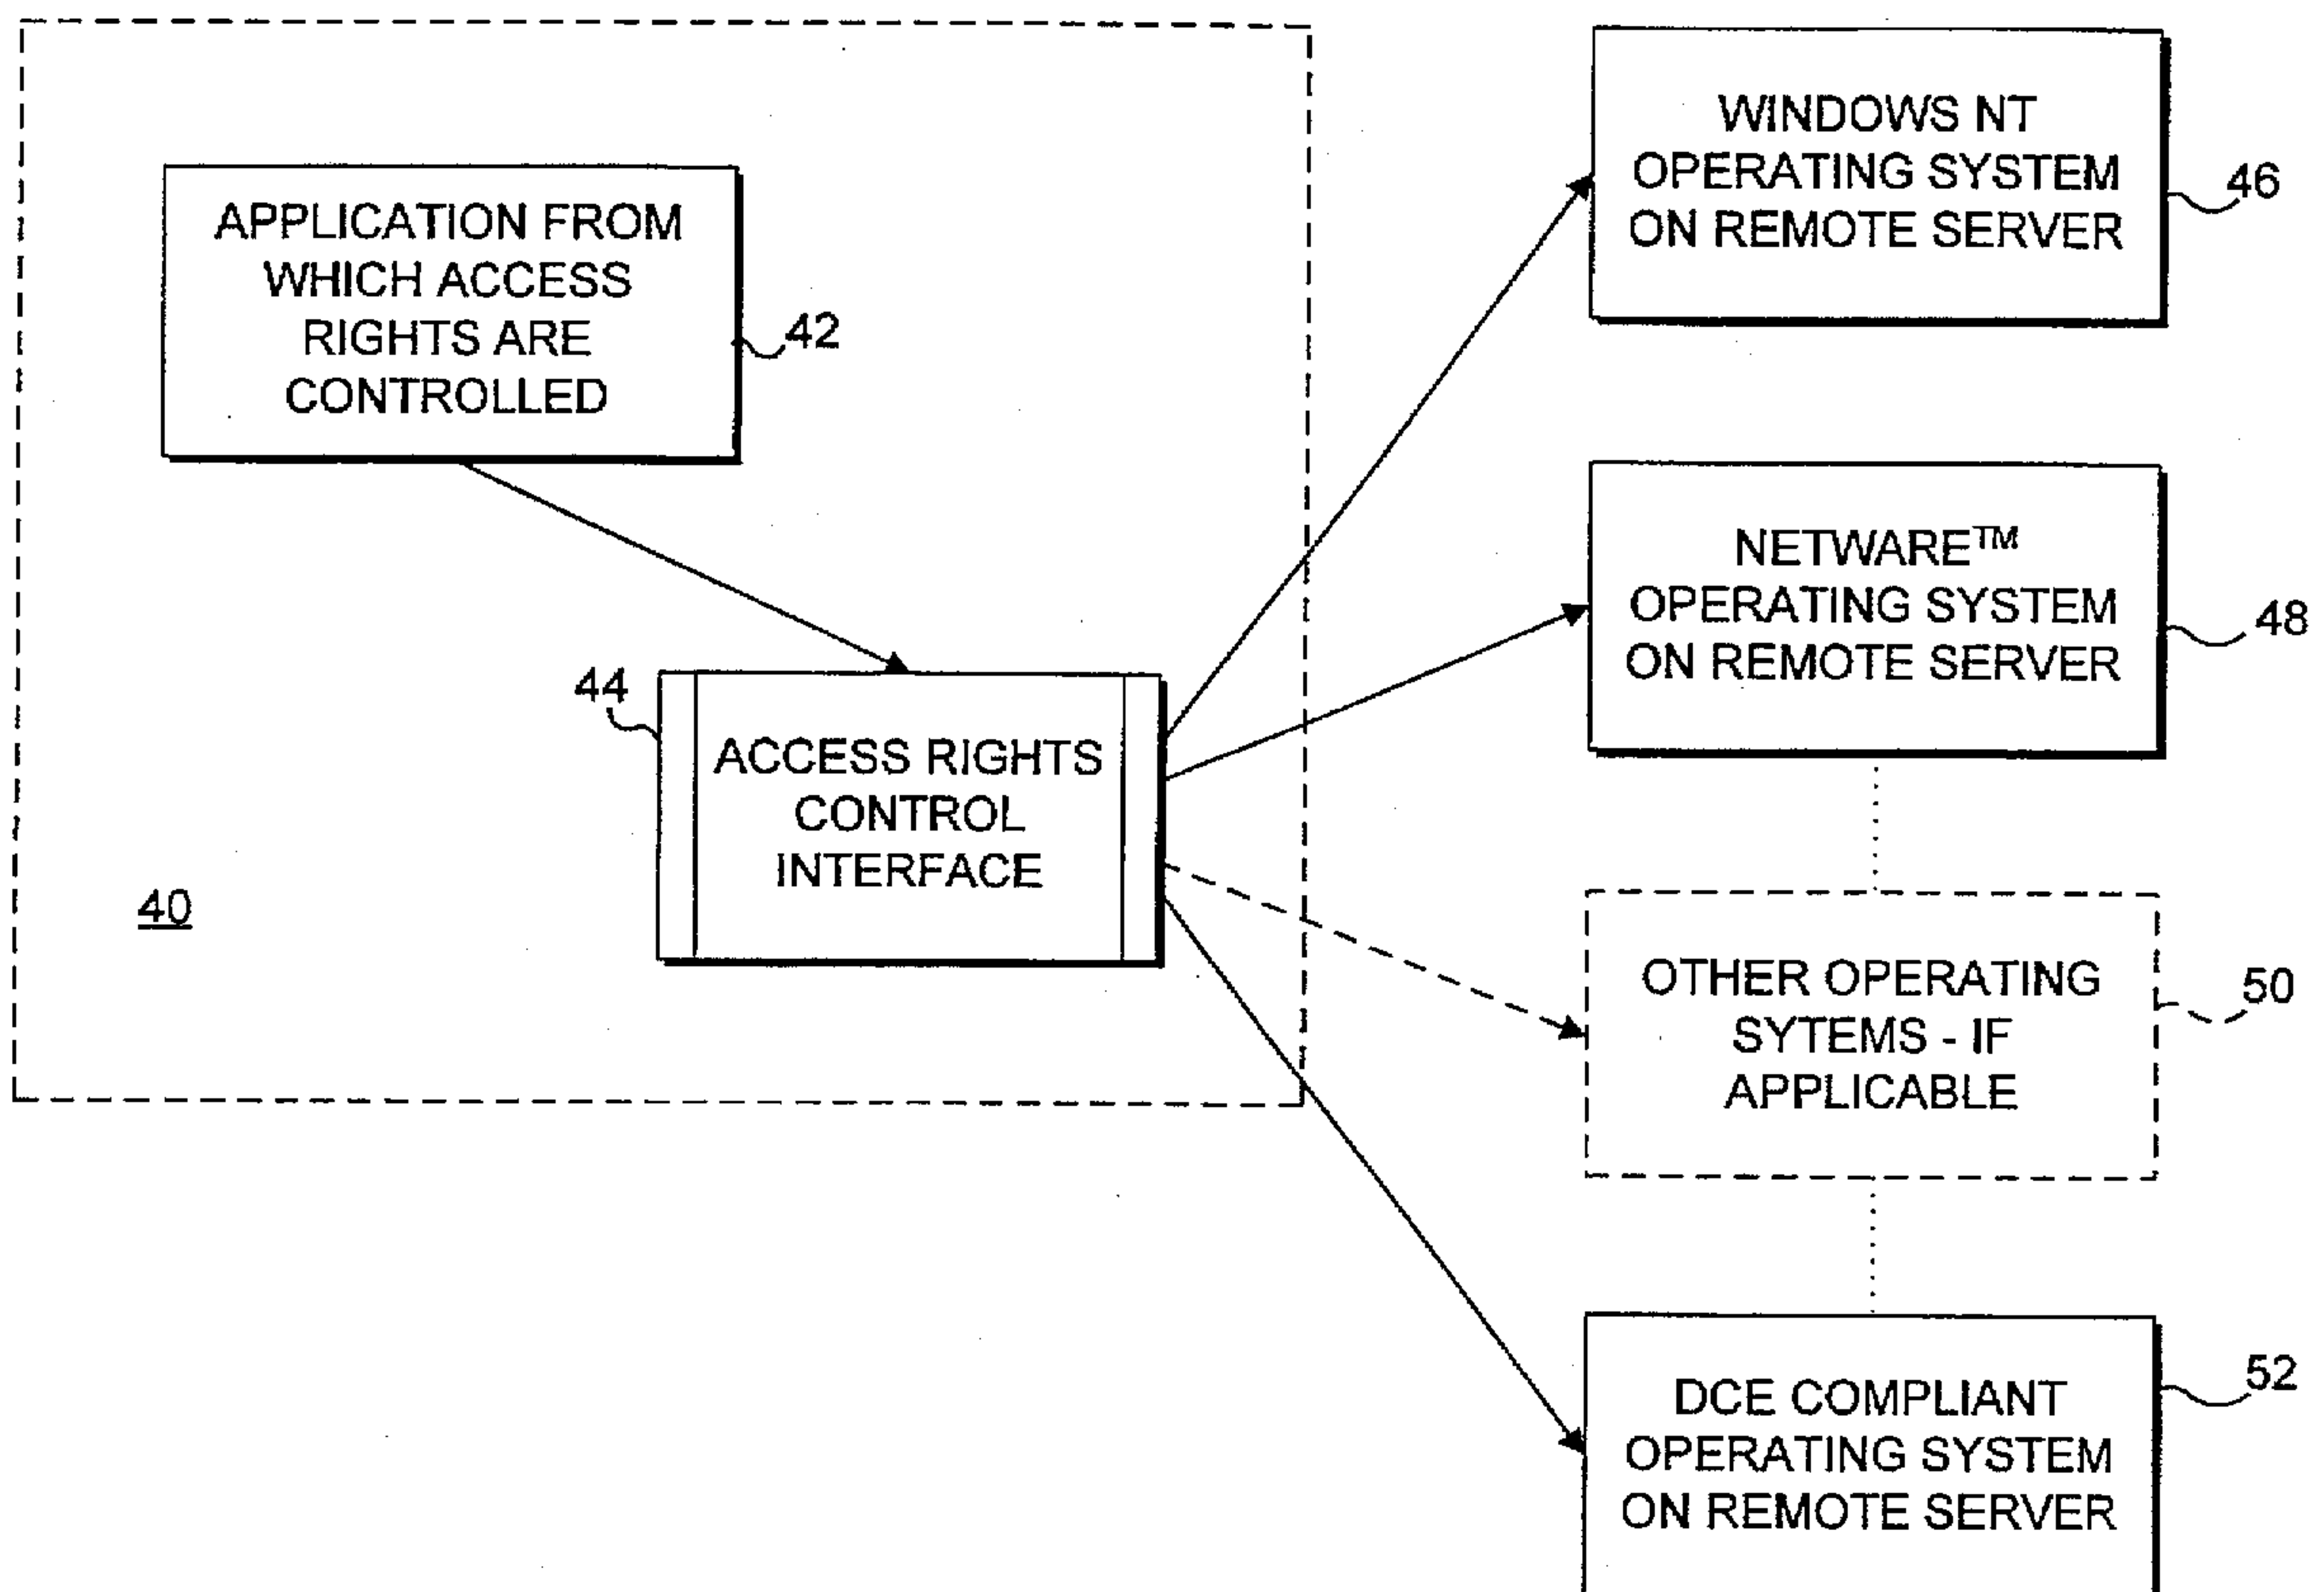 APPLICATION FROM
WHICH ACCESS
RIGHTS ARE
CONTROLLED
42
44
ACCESS RIGHTS
CONTROL
INTERFACE
40
WINDOWS NT
OPERATING SYSTEM
ON REMOTE SERVER
46
NETWARE™
OPERATING SYSTEM
ON REMOTE SERVER
48
OTHER OPERATING
SYTEMS - IF
APPLICABLE
50
DCE COMPLIANT
OPERATING SYSTEM
ON REMOTE SERVER
52